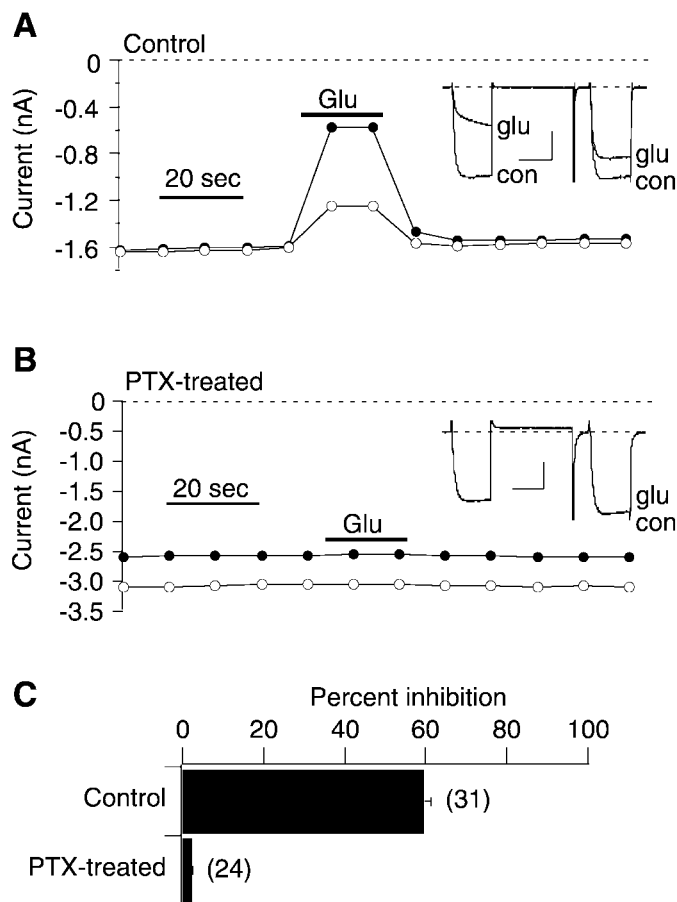 A
Control
0
-0.4
-0.8
-1.2
-1.6
Current (nA)
Glu
20 sec
glu
con
glu
con
B
PTX-treated
0
-0.5
-1.0
-1.5
-2.0
-2.5
-3.0
-3.5
Current (nA)
20 sec
Glu
glu
con
C
Percent inhibition
0 20 40 60 80 100
Control (31)
PTX-treated (24)